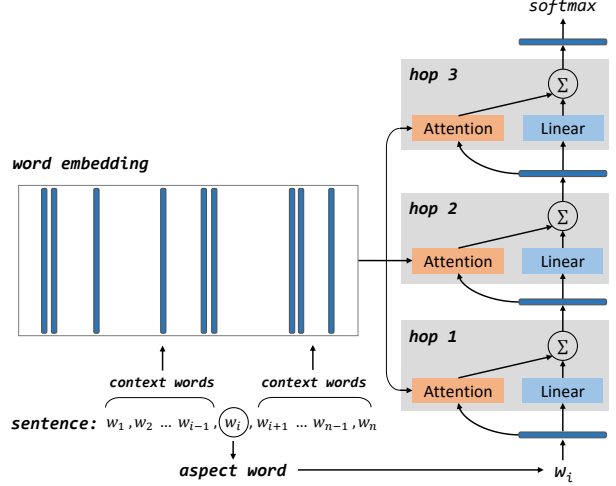 softmax
hop 3
Σ
Attention
Linear
word embedding
hop 2
Σ
Attention
Linear
hop 1
Σ
context words
context words
Attention
Linear
sentence: w₁, w₂ … wᵢ₋₁, wᵢ, wᵢ₊₁ … wₙ₋₁, wₙ
aspect word
wᵢ